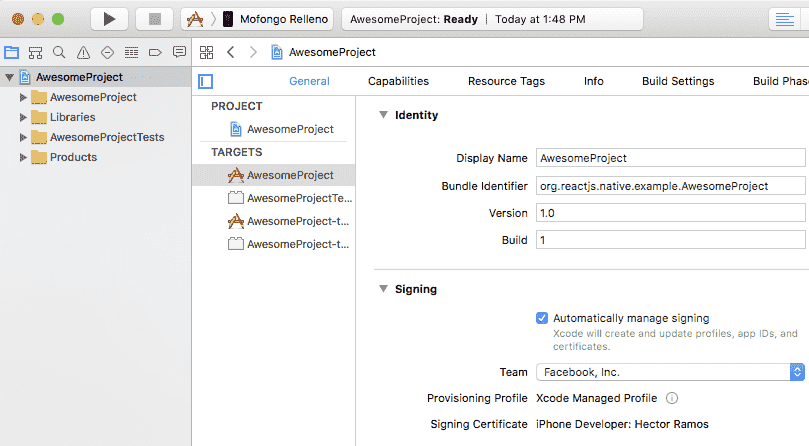 Mofongo Relleno
AwesomeProject: Ready | Today at 1:48 PM
AwesomeProject
AwesomeProject
AwesomeProject
Libraries
AwesomeProjectTests
Products
General Capabilities Resource Tags Info Build Settings Build Phas
PROJECT
AwesomeProject
TARGETS
AwesomeProject
AwesomeProjectTe...
AwesomeProject-t...
AwesomeProject-t...
Identity
Display Name AwesomeProject
Bundle Identifier org.reactjs.native.example.AwesomeProject
Version 1.0
Build 1
Signing
Automatically manage signing
Xcode will create and update profiles, app IDs, and
certificates.
Team Facebook, Inc.
Provisioning Profile Xcode Managed Profile
Signing Certificate iPhone Developer: Hector Ramos